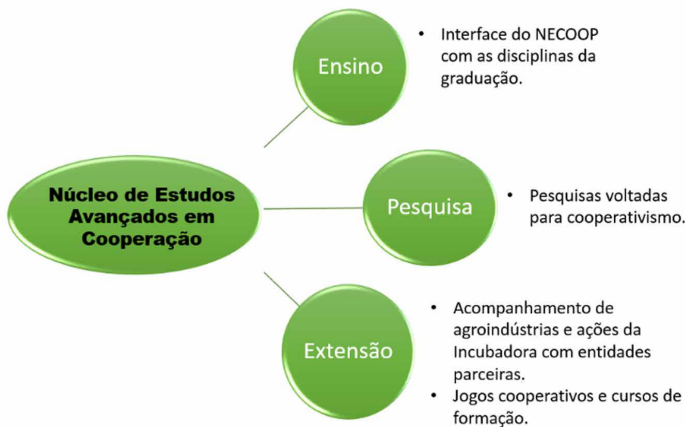 Ensino
• Interface do NECOOP
com as disciplinas da
graduação.
Núcleo de Estudos
Avançados em
Cooperação
Pesquisa
• Pesquisas voltadas
para cooperativismo.
Extensão
• Acompanhamento de
agroindústrias e ações da
Incubadora com entidades
parceiras.
• Jogos cooperativos e cursos de
formação.